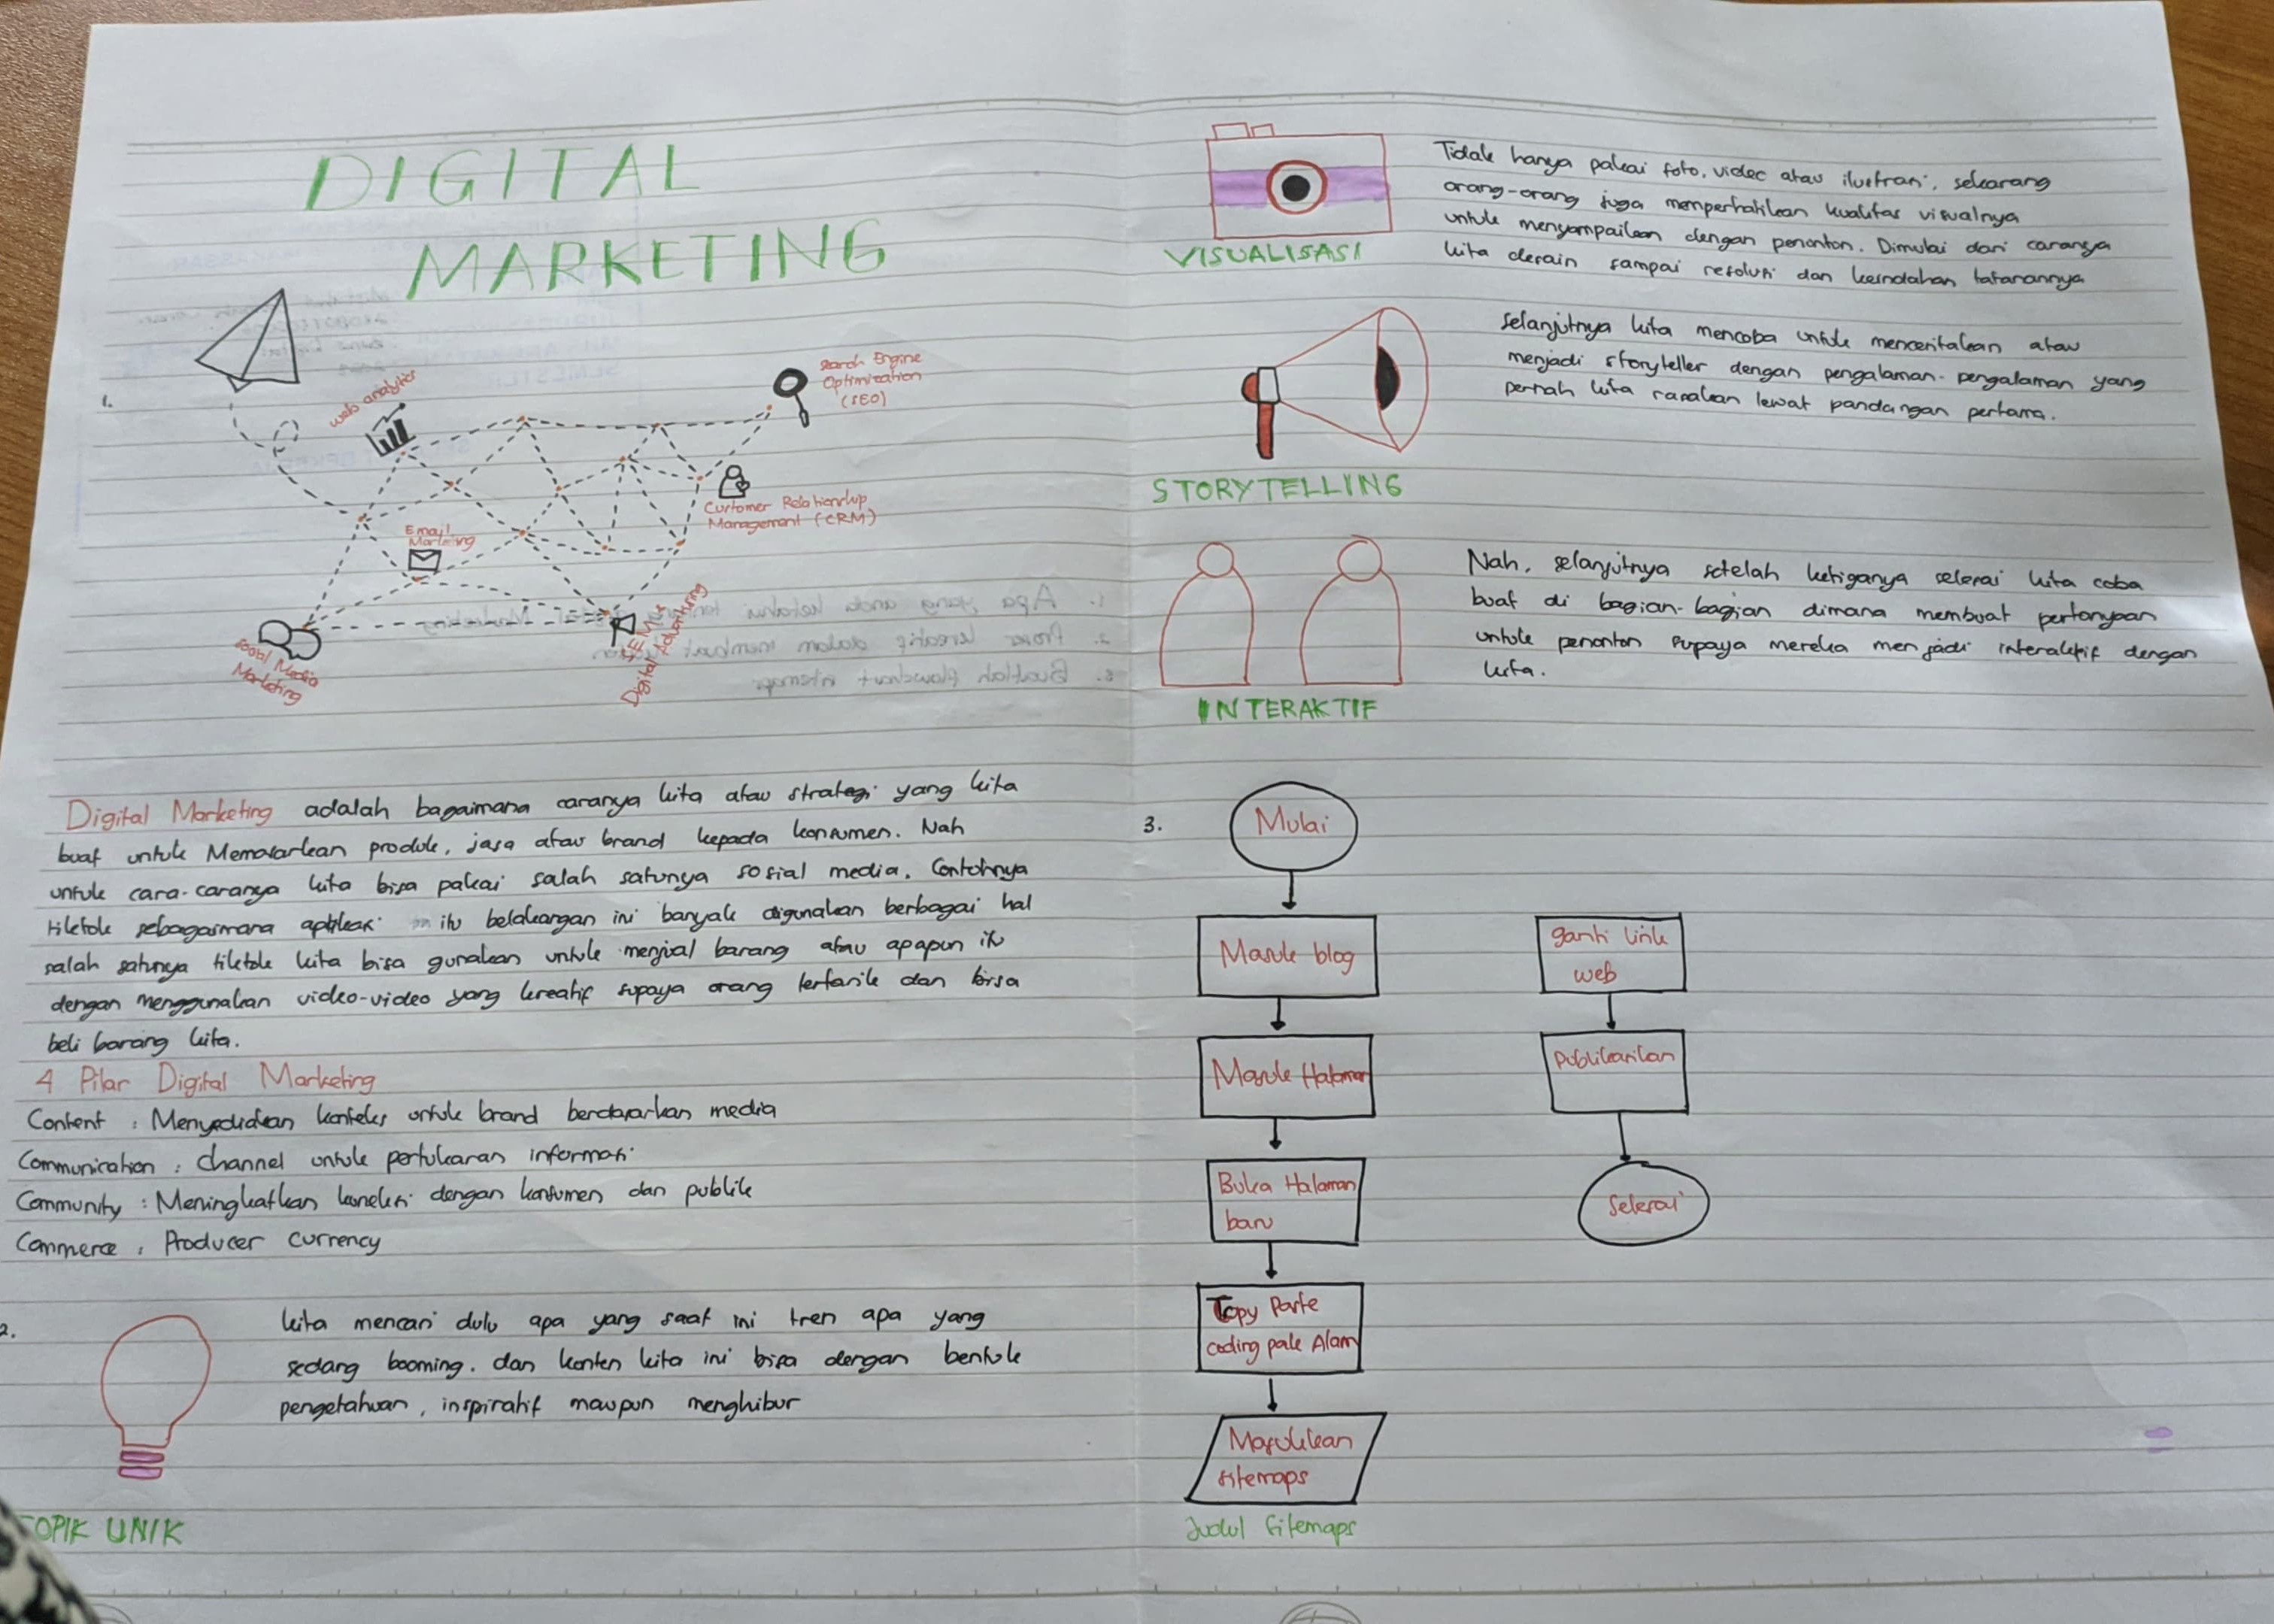 DIGITAL
MARKETING
1.
Web analytics
Search Engine
Optimization
(SEO)
Customer Relationship
Management (CRM)
Email
Marketing
Social Media
Marketing
SEM &
Digital Advertising
Digital Marketing adalah bagaimana caranya kita atau strategi yang kita
buat untuk Memasarkan produk, jasa atau brand kepada konsumen. Nah
untuk cara-caranya kita bisa pakai salah satunya sosial media. Contohnya
tiktok sebagaimana aplikasi itu belakangan ini banyak digunakan berbagai hal
salah satunya tiktok kita bisa gunakan untuk menjual barang atau apapun itu
dengan menggunakan video-video yang kreatif supaya orang tertarik dan bisa
beli barang kita.
4 Pilar Digital Marketing
Content : Menyediakan konteks untuk brand berdasarkan media
Communication : Channel untuk pertukaran informasi
Community : Meningkatkan koneksi dengan konsumen dan publik
Commerce : Producer currency
2.
kita mencari dulu apa yang saat ini tren apa yang
sedang booming. dan konten kita ini bisa dengan bentuk
pengetahuan, inspiratif maupun menghibur
TOPIK UNIK
Tidak hanya pakai foto, video atau ilustrasi, sekarang
orang-orang juga memperhatikan kualitas visualnya
untuk menyampaikan dengan penonton. Dimulai dari caranya
kita desain sampai resolusi dan keindahan tatanannya
VISUALISASI
selanjutnya kita mencoba untuk menceritakan atau
menjadi storyteller dengan pengalaman-pengalaman yang
pernah kita rasakan lewat pandangan pertama.
STORYTELLING
Nah, selanjutnya setelah ketiganya selesai kita coba
buat di bagian-bagian dimana membuat pertanyaan
untuk penonton supaya mereka menjadi interaktif dengan
kita.
INTERAKTIF
3.
Mulai
Masuk blog
Masuk Halaman
Buka Halaman
baru
Copy Paste
coding pak Alam
Masukkan
sitemaps
Judul Sitemaps
ganti link
web
Publikasikan
Selesai